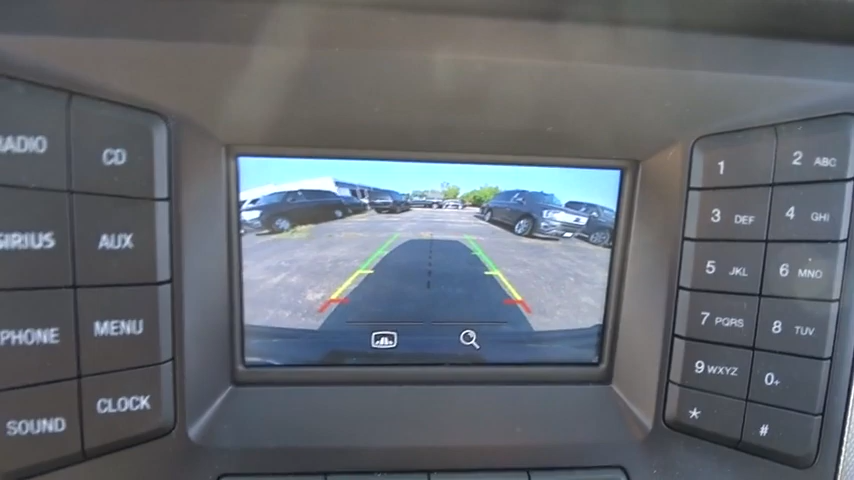 RADIO
CD
SIRIUS
AUX
PHONE
MENU
SOUND
CLOCK
1
2 ABC
3 DEF
4 GHI
5 JKL
6 MNO
7 PQRS
8 TUV
9 WXYZ
0+
*
#